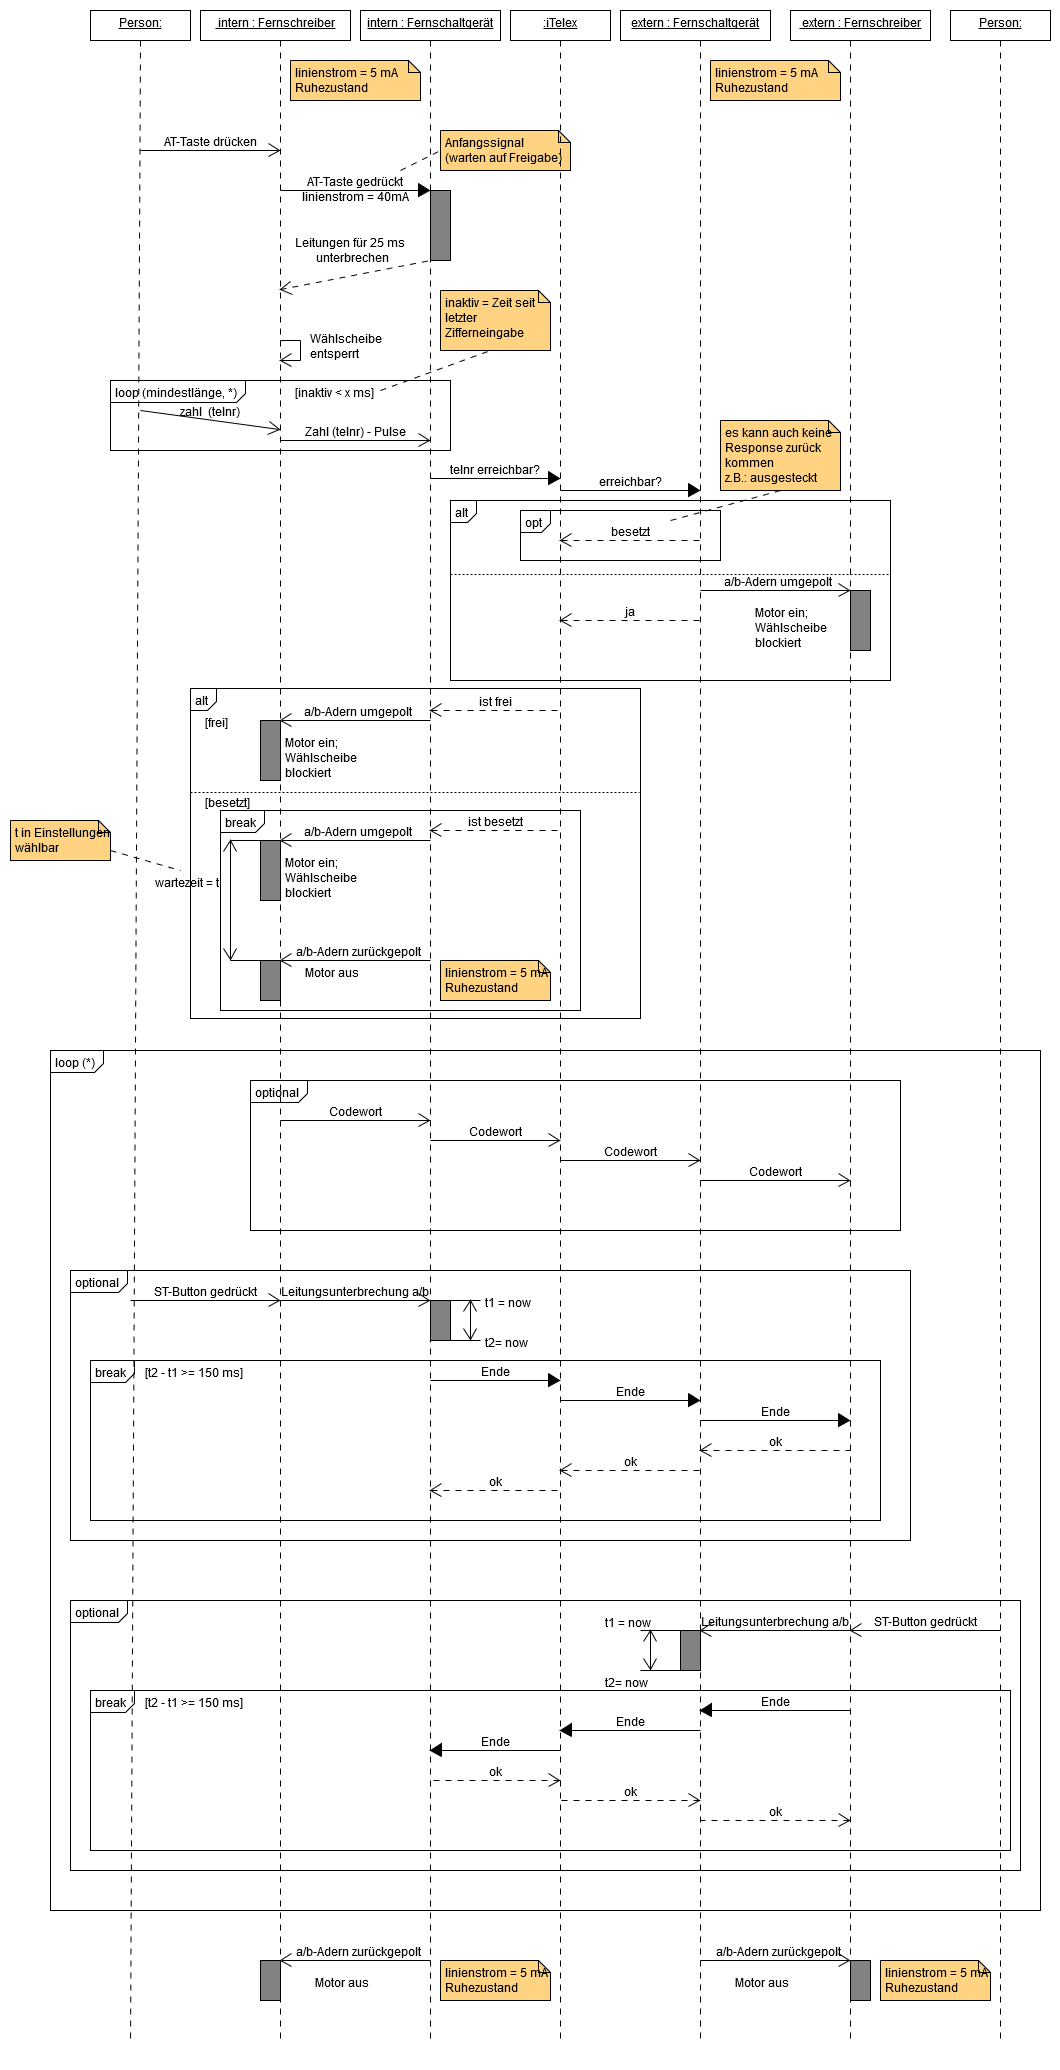 Person:
intern : Fernschreiber
intern : Fernschaltgerät
:iTelex
extern : Fernschaltgerät
extern : Fernschreiber
Person:
linienstrom = 5 mA
Ruhezustand
linienstrom = 5 mA
Ruhezustand
AT-Taste drücken
Anfangssignal
(warten auf Freigabe)
AT-Taste gedrückt
linienstrom = 40mA
Leitungen für 25 ms
unterbrechen
inaktiv = Zeit seit
letzter
Zifferneingabe
Wählscheibe
entsperrt
loop (mindestlänge, *)
[inaktiv < x ms]
zahl (telnr)
Zahl (telnr) - Pulse
es kann auch keine
Response zurück
kommen
z.B.: ausgesteckt
telnr erreichbar?
erreichbar?
alt
opt
besetzt
a/b-Adern umgepolt
ja
Motor ein;
Wählscheibe
blockiert
alt
ist frei
[frei]
a/b-Adern umgepolt
Motor ein;
Wählscheibe
blockiert
[besetzt]
break
ist besetzt
a/b-Adern umgepolt
t in Einstellungen
wählbar
Motor ein;
Wählscheibe
blockiert
wartezeit = t
a/b-Adern zurückgepolt
Motor aus
linienstrom = 5 mA
Ruhezustand
loop (*)
optional
Codewort
Codewort
Codewort
Codewort
optional
ST-Button gedrückt
Leitungsunterbrechung a/b
t1 = now
t2= now
break
[t2 - t1 >= 150 ms]
Ende
Ende
Ende
ok
ok
ok
optional
t1 = now
Leitungsunterbrechung a/b
ST-Button gedrückt
t2= now
break
[t2 - t1 >= 150 ms]
Ende
Ende
Ende
ok
ok
ok
a/b-Adern zurückgepolt
Motor aus
linienstrom = 5 mA
Ruhezustand
a/b-Adern zurückgepolt
Motor aus
linienstrom = 5 mA
Ruhezustand